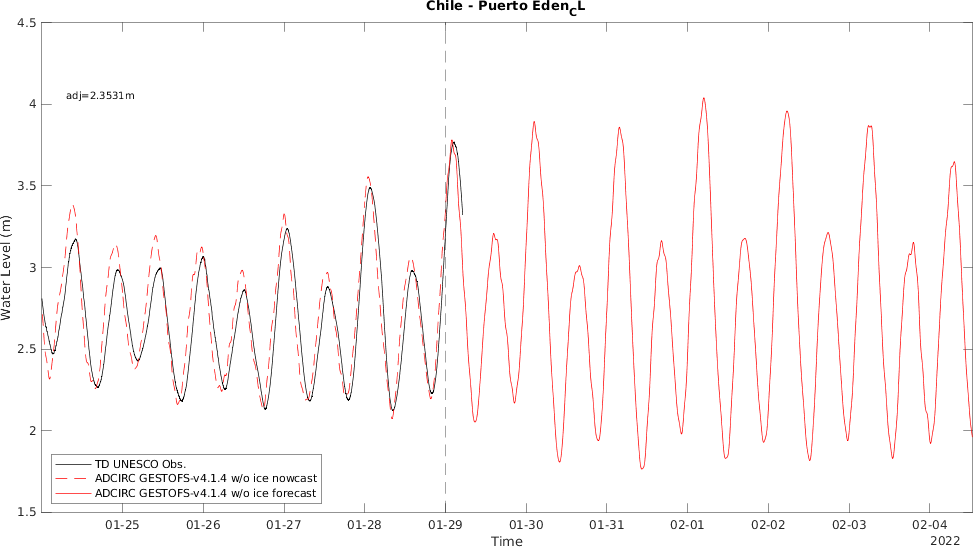 Chile - Puerto Eden_CL
4.5
4
3.5
3
2.5
2
1.5
Water Level (m)
adj=2.3531m
TD UNESCO Obs.
ADCIRC GESTOFS-v4.1.4 w/o ice nowcast
ADCIRC GESTOFS-v4.1.4 w/o ice forecast
01-25
01-26
01-27
01-28
01-29
01-30
01-31
02-01
02-02
02-03
02-04
Time
2022